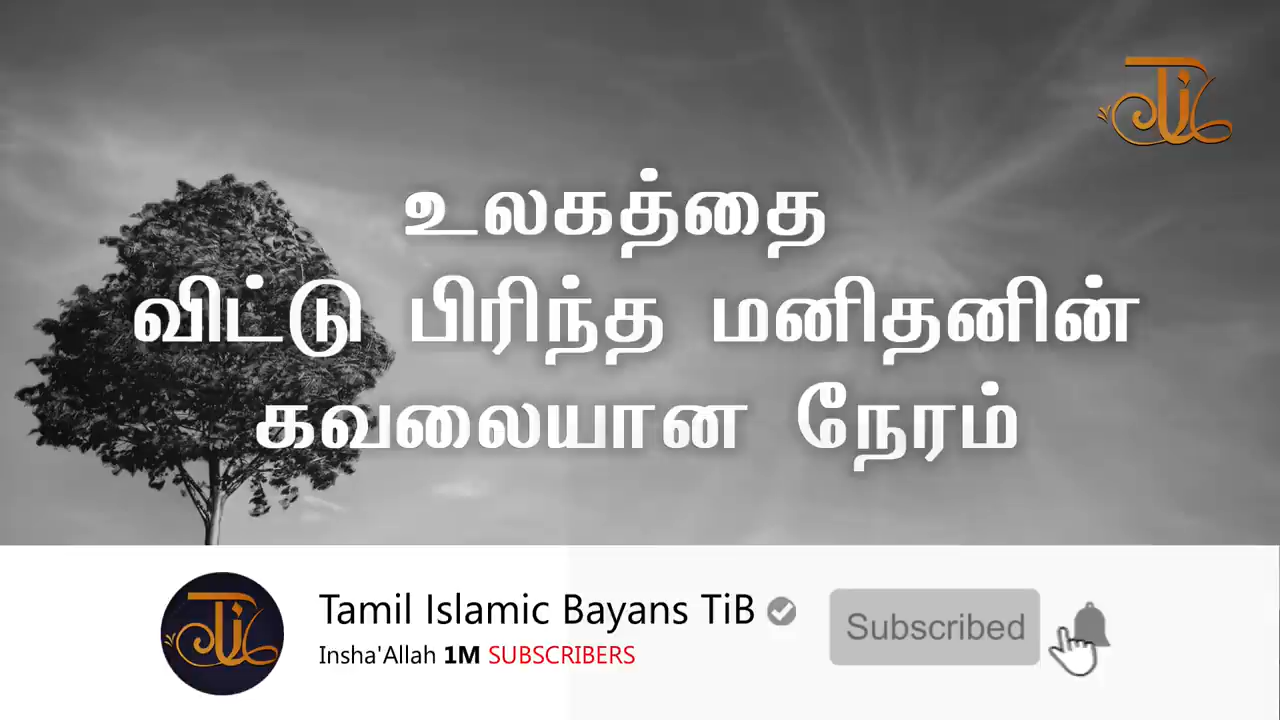 உலகத்தை
விட்டு பிரிந்த மனிதனின்
கவலையான நேரம்
Tamil Islamic Bayans TiB
Subscribed
Insha'Allah 1M SUBSCRIBERS